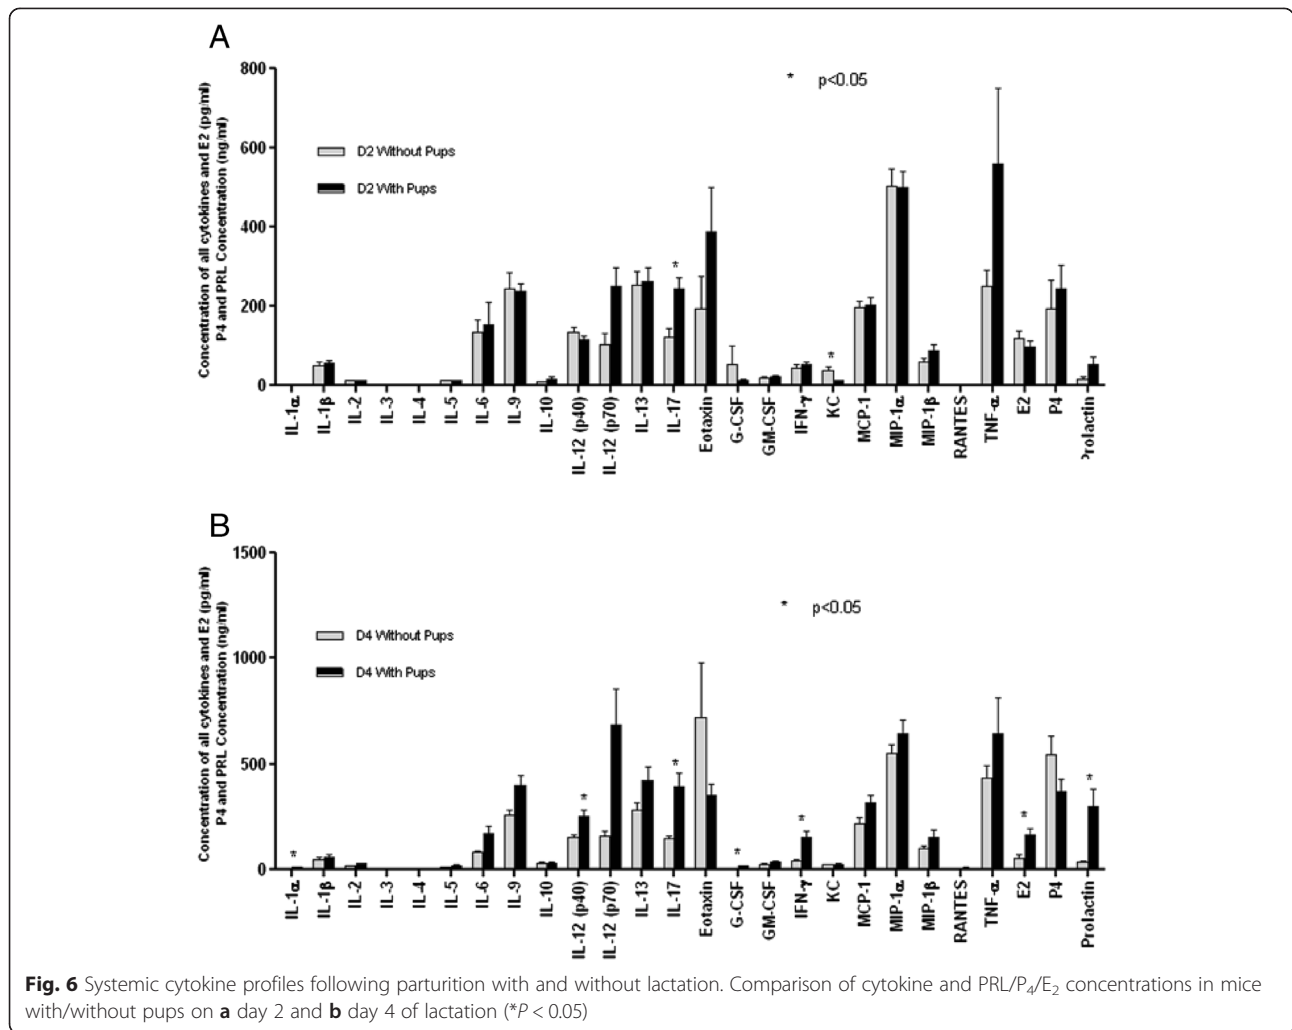 A
Concentration of all cytokines and E2 (pg/ml)
P4 and PRL Concentration (ng/ml)
800
600
400
200
0
* p<0.05
D2 Without Pups
D2 With Pups
*
*
IL-1α
IL-1β
IL-2
IL-3
IL-4
IL-5
IL-6
IL-9
IL-10
IL-12 (p40)
IL-12 (p70)
IL-13
IL-17
Eotaxin
G-CSF
GM-CSF
IFN-γ
KC
MCP-1
MIP-1α
MIP-1β
RANTES
TNF-α
E2
P4
Prolactin
B
Concentration of all cytokines and E2 (pg/ml)
P4 and PRL Concentration (ng/ml)
1500
1000
500
0
* p<0.05
D4 Without Pups
D4 With Pups
*
*
*
*
*
*
*
IL-1α
IL-1β
IL-2
IL-3
IL-4
IL-5
IL-6
IL-9
IL-10
IL-12 (p40)
IL-12 (p70)
IL-13
IL-17
Eotaxin
G-CSF
GM-CSF
IFN-γ
KC
MCP-1
MIP-1α
MIP-1β
RANTES
TNF-α
E2
P4
Prolactin
Fig. 6 Systemic cytokine profiles following parturition with and without lactation. Comparison of cytokine and PRL/P₄/E₂ concentrations in mice
with/without pups on a day 2 and b day 4 of lactation (*P < 0.05)